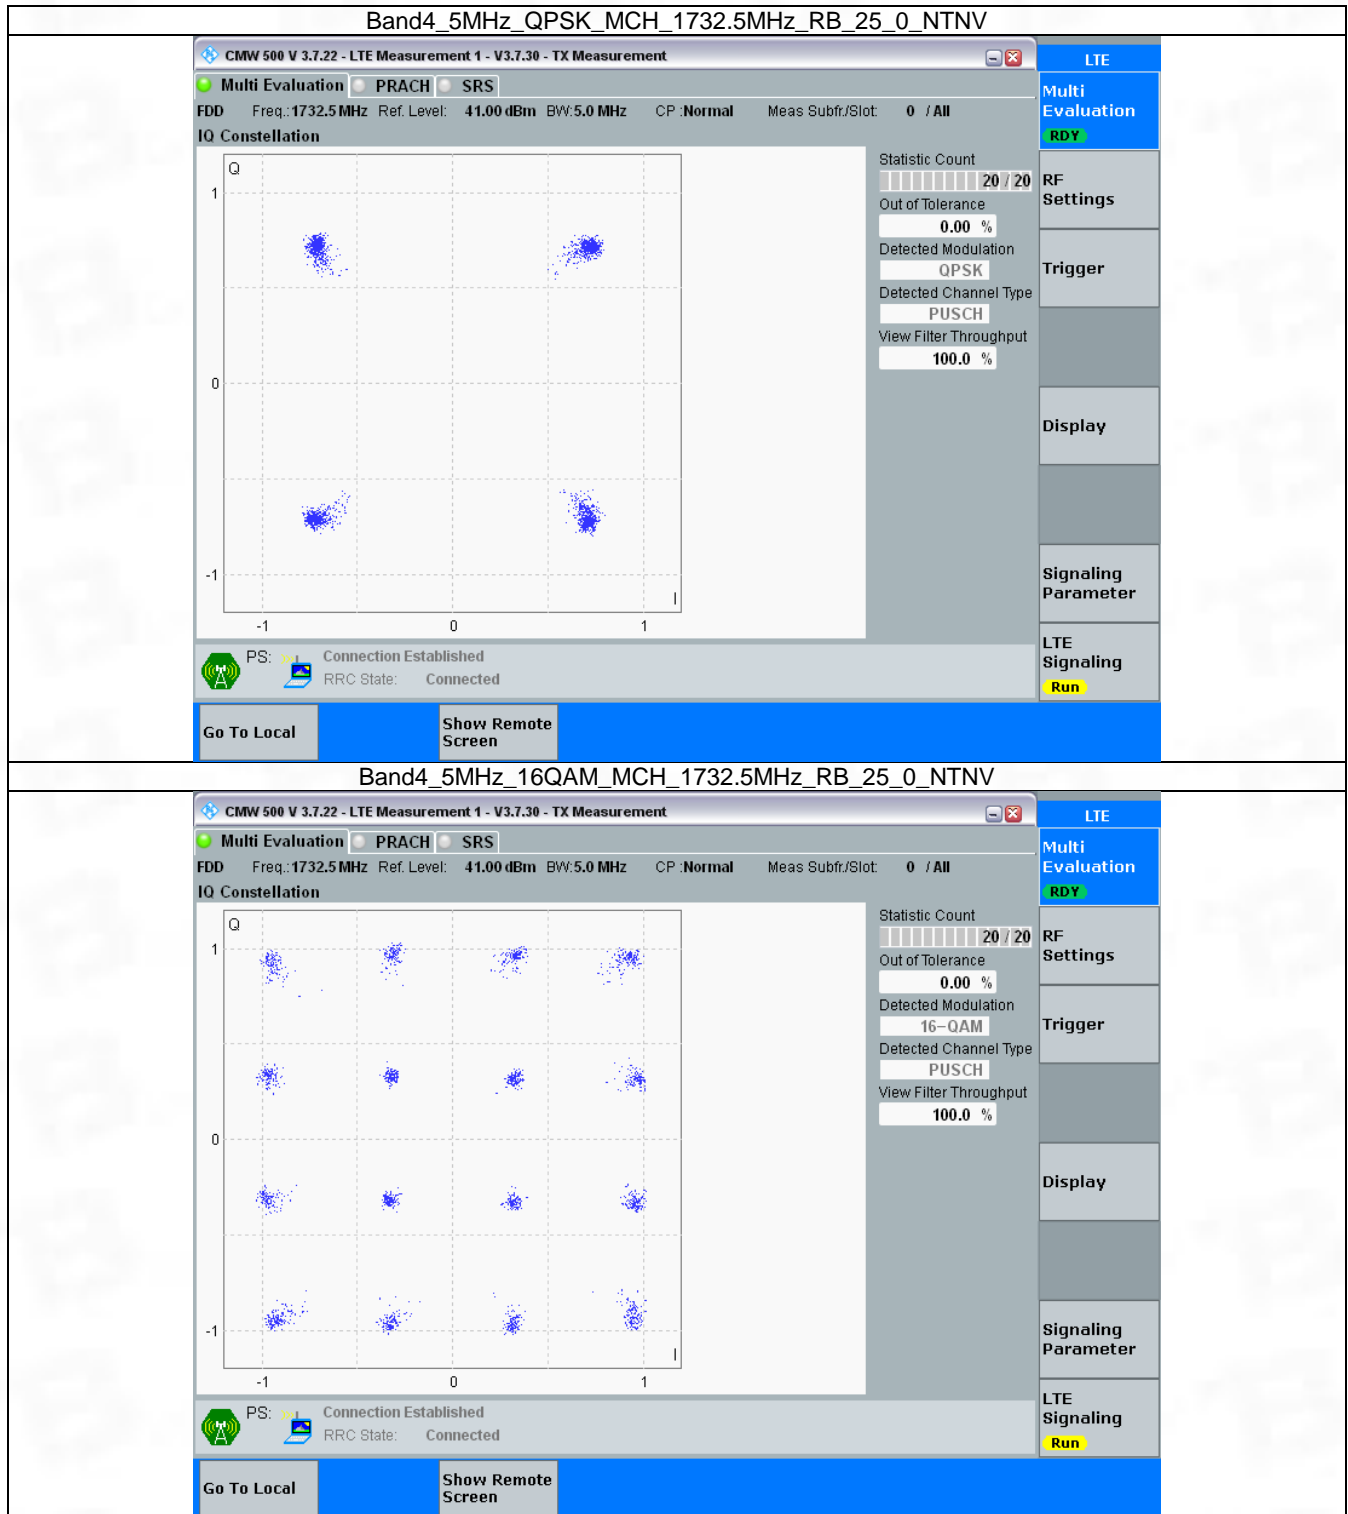 Band4_5MHz_QPSK_MCH_1732.5MHz_RB_25_0_NTNV
CMW 500 V 3.7.22 - LTE Measurement 1 - V3.7.30 - TX Measurement
LTE
Multi Evaluation PRACH SRS
Multi
Evaluation
RDY
FDD Freq.:1732.5 MHz Ref. Level: 41.00 dBm BW:5.0 MHz CP :Normal Meas Subfr./Slot: 0 / All
IQ Constellation
Q
1
0
-1
I
-1 0 1
Statistic Count
20 / 20
Out of Tolerance
0.00 %
Detected Modulation
QPSK
Detected Channel Type
PUSCH
View Filter Throughput
100.0 %
RF
Settings
Trigger
Display
Signaling
Parameter
LTE
Signaling
Run
PS: Connection Established
RRC State: Connected
Go To Local
Show Remote
Screen
Band4_5MHz_16QAM_MCH_1732.5MHz_RB_25_0_NTNV
CMW 500 V 3.7.22 - LTE Measurement 1 - V3.7.30 - TX Measurement
LTE
Multi Evaluation PRACH SRS
Multi
Evaluation
RDY
FDD Freq.:1732.5 MHz Ref. Level: 41.00 dBm BW:5.0 MHz CP :Normal Meas Subfr./Slot: 0 / All
IQ Constellation
Q
1
0
-1
I
-1 0 1
Statistic Count
20 / 20
Out of Tolerance
0.00 %
Detected Modulation
16-QAM
Detected Channel Type
PUSCH
View Filter Throughput
100.0 %
RF
Settings
Trigger
Display
Signaling
Parameter
LTE
Signaling
Run
PS: Connection Established
RRC State: Connected
Go To Local
Show Remote
Screen